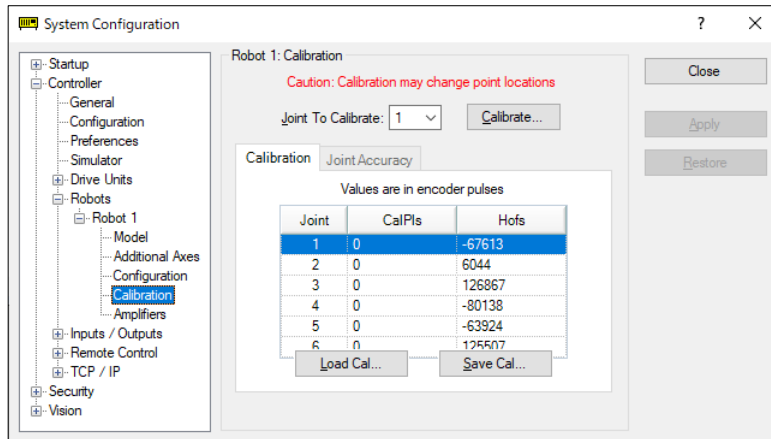 System Configuration
? ×
Startup
Controller
General
Configuration
Preferences
Simulator
Drive Units
Robots
Robot 1
Model
Additional Axes
Configuration
Calibration
Amplifiers
Inputs / Outputs
Remote Control
TCP / IP
Security
Vision
Robot 1: Calibration
Caution: Calibration may change point locations
Joint To Calibrate: 1 Calibrate...
Calibration Joint Accuracy
Values are in encoder pulses
Joint CalPls Hofs
1 0 -67613
2 0 6044
3 0 126867
4 0 -80138
5 0 -63924
6 0 125507
Load Cal... Save Cal...
Close
Apply
Restore